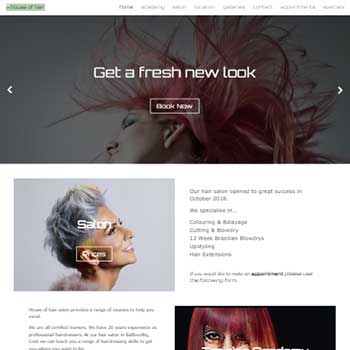 House of hair
home academy salon location galleries contact appointments specials
Get a fresh new look
Book Now
Salon
Prices
Our hair salon opened to great success in
October 2018.
We specialise in...
Colouring & Balayage
Cutting & Blowdry
12 Week Brazilian Blowdrys
Upstyling
Hair Extensions
If you would like to make an appointment please use
the following form.
House of hair salon provides a range of courses to help you
excel.
We are all certified trainers. We have 20 years experience as
professional hairdressers. At our hair salon in Ballincollig,
Cork we can teach you a range of hairdressing skills to get
you where you want to be.